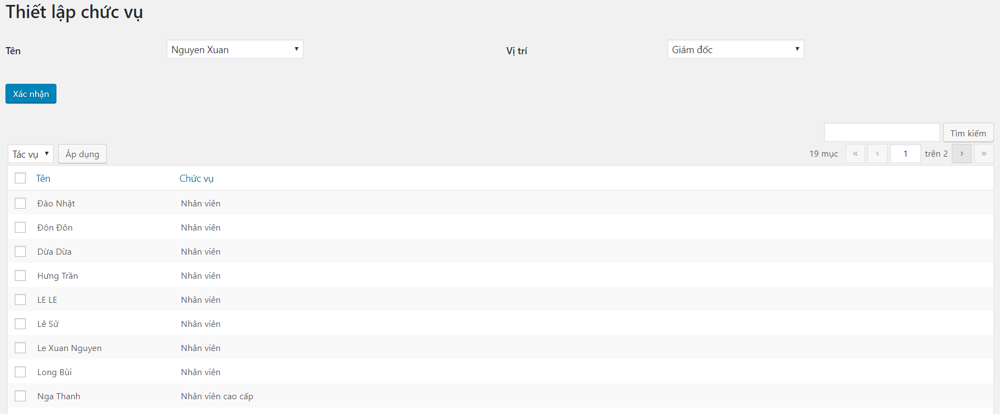 Thiết lập chức vụ
Tên Nguyen Xuan Vị trí Giám đốc
Xác nhận
Tìm kiếm
Tác vụ Áp dụng 19 mục « ‹ 1 trên 2 › »
Tên Chức vụ
Đào Nhật Nhân viên
Đôn Đôn Nhân viên
Dừa Dừa Nhân viên
Hưng Trần Nhân viên
LE LE Nhân viên
Lê Sử Nhân viên
Le Xuan Nguyen Nhân viên
Long Bùi Nhân viên
Nga Thanh Nhân viên cao cấp